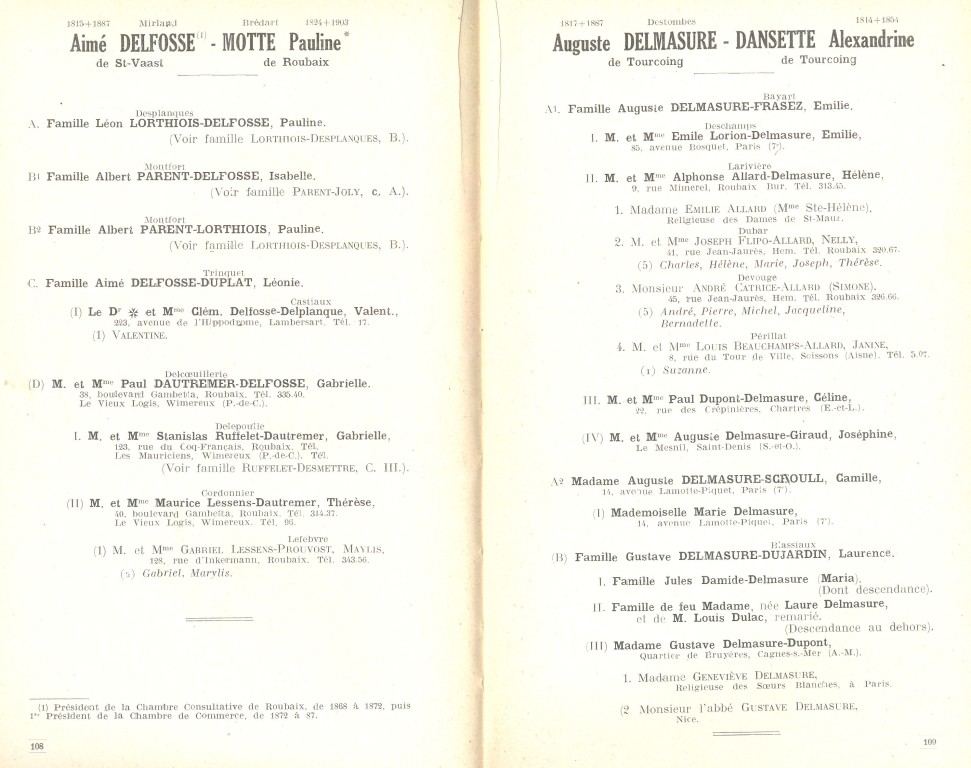 1815+1887 Mirland Brédart 1824+1903
Aimé DELFOSSE(1) - MOTTE Pauline*
de St-Vaast de Roubaix
Desplanques
A. Famille Léon LORTHIOIS-DELFOSSE, Pauline.
(Voir famille LORTHIOIS-DESPLANQUES, B.).
Montfort
B1 Famille Albert PARENT-DELFOSSE, Isabelle.
(Voir famille PARENT-JOLY, C, A.).
Montfort
B2 Famille Albert PARENT-LORTHIOIS, Pauline.
(Voir famille LORTHIOIS-DESPLANQUES, B.).
Trinquet
C. Famille Aimé DELFOSSE-DUPLAT, Léonie.
Castiaux
(I) Le Dr ✻ et Mme Clém. Delfosse-Delplanque, Valent.,
223, avenue de l'Hippodrome, Lambersart, Tél. 17.
(1) VALENTINE.
Delcœuillerie
(D) M. et Mme Paul DAUTREMER-DELFOSSE, Gabrielle.
38, boulevard Gambetta, Roubaix, Tél. 335.40.
Le Vieux Logis, Wimereux (P.-de-C.).
Delepoulle
I. M. et Mme Stanislas Ruffelet-Dautremer, Gabrielle,
123, rue du Coq-Français, Roubaix, Tél.
Les Mauriciens, Wimereux (P.-de-C.). Tél.
(Voir famille RUFFELET-DESMETTRE, C. III.).
Cordonnier
(II) M. et Mme Maurice Lessens-Dautremer, Thérèse,
40, boulevard Gambetta, Roubaix. Tél. 314.37.
Le Vieux Logis, Wimereux. Tél. 96.
Lefebvre
(1) M. et Mme GABRIEL LESSENS-PROUVOST, MAYLIS,
128, rue d'Inkermann, Roubaix. Tél. 343.56.
(2) Gabriel, Marylis.
(1) Président de la Chambre Consultative de Roubaix, de 1868 à 1872, puis
1er Président de la Chambre de Commerce, de 1872 à 87.
108
1817+1887 Destombes 1814+1854
Auguste DELMASURE - DANSETTE Alexandrine
de Tourcoing de Tourcoing
Bayart
A1. Famille Auguste DELMASURE-FRASEZ, Emilie.
Deschamps
I. M. et Mme Emile Lorion-Delmasure, Emilie,
85, avenue Bosquet, Paris (7e).
Larivière
II. M. et Mme Alphonse Allard-Delmasure, Hélène,
9, rue Mimerel, Roubaix Bur. Tél. 313.45.
1. Madame EMILIE ALLARD (Mme Ste-Hélène),
Religieuse des Dames de St-Maur.
Dubar
2. M. et Mme JOSEPH FLIPO-ALLARD, NELLY,
41, rue Jean-Jaurès, Hem. Tél. Roubaix 320.67.
(5) Charles, Hélène, Marie, Joseph, Thérèse.
Devouge
3. Monsieur ANDRÉ CATRICE-ALLARD (SIMONE).
45, rue Jean-Jaurès, Hem. Tél. Roubaix 326.66.
(5) André, Pierre, Michel, Jacqueline,
Bernadette.
Périllat
4. M. et Mme LOUIS BEAUCHAMPS-ALLARD, JANINE,
8, rue du Tour de Ville, Soissons (Aisne). Tél. 5.07.
(1) Suzanne.
III. M. et Mme Paul Dupont-Delmasure, Céline,
22, rue des Crépinières, Chartres (E.-et-L.).
(IV) M. et Mme Auguste Delmasure-Giraud, Joséphine,
Le Mesnil, Saint-Denis (S.-et-O.).
A2 Madame Auguste DELMASURE-SCROULL, Camille,
14, avenue Lamotte-Piquet, Paris (7e).
(I) Mademoiselle Marie Delmasure,
14, avenue Lamotte-Piquet, Paris (7e).
Blassiaux
(B) Famille Gustave DELMASURE-DUJARDIN, Laurence.
I. Famille Jules Damide-Delmasure (Maria).
(Dont descendance).
II. Famille de feu Madame, née Laure Delmasure,
et de M. Louis Dulac, remarié.
(Descendance au dehors).
(III) Madame Gustave Delmasure-Dupont,
Quartier de Bruyères, Cagnes-s.-Mer (A.-M.).
1. Madame GENEVIÈVE DELMASURE,
Religieuse des Sœurs Blanches, à Paris.
(2 Monsieur l'abbé GUSTAVE DELMASURE,
Nice.
109